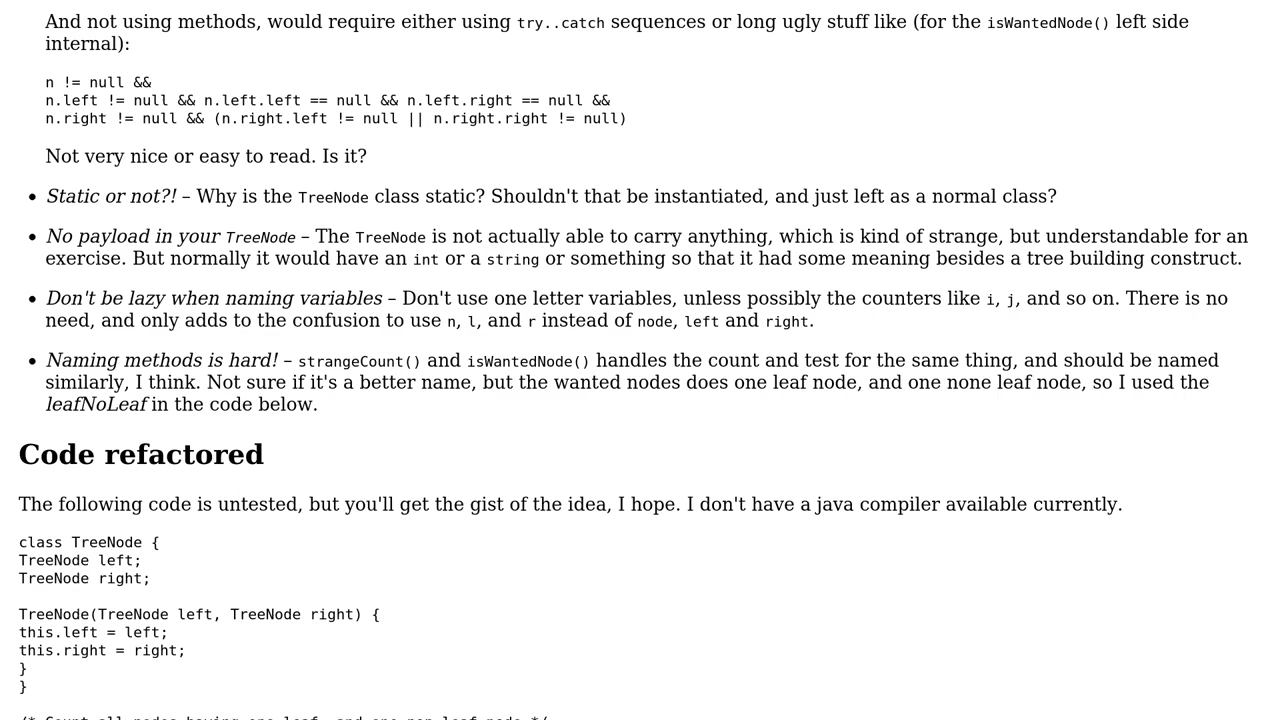 And not using methods, would require either using try..catch sequences or long ugly stuff like (for the isWantedNode() left side
internal):
n != null &&
n.left != null && n.left.left == null && n.left.right == null &&
n.right != null && (n.right.left != null || n.right.right != null)
Not very nice or easy to read. Is it?
• Static or not?! – Why is the TreeNode class static? Shouldn't that be instantiated, and just left as a normal class?
• No payload in your TreeNode – The TreeNode is not actually able to carry anything, which is kind of strange, but understandable for an
exercise. But normally it would have an int or a string or something so that it had some meaning besides a tree building construct.
• Don't be lazy when naming variables – Don't use one letter variables, unless possibly the counters like i, j, and so on. There is no
need, and only adds to the confusion to use n, l, and r instead of node, left and right.
• Naming methods is hard! – strangeCount() and isWantedNode() handles the count and test for the same thing, and should be named
similarly, I think. Not sure if it's a better name, but the wanted nodes does one leaf node, and one none leaf node, so I used the
leafNoLeaf in the code below.
Code refactored
The following code is untested, but you'll get the gist of the idea, I hope. I don't have a java compiler available currently.
class TreeNode {
TreeNode left;
TreeNode right;
TreeNode(TreeNode left, TreeNode right) {
this.left = left;
this.right = right;
}
}
/* Count all nodes having one leaf, and one non leaf node */